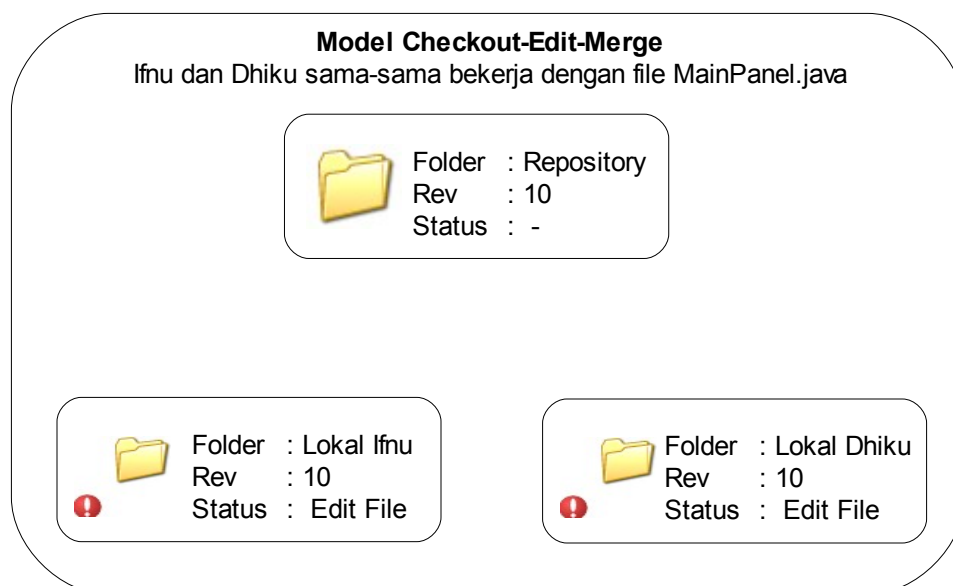 Model Checkout-Edit-Merge
Ifnu dan Dhiku sama-sama bekerja dengan file MainPanel.java
Folder : Repository
Rev : 10
Status : -
Folder : Lokal Ifnu
Rev : 10
Status : Edit File
Folder : Lokal Dhiku
Rev : 10
Status : Edit File